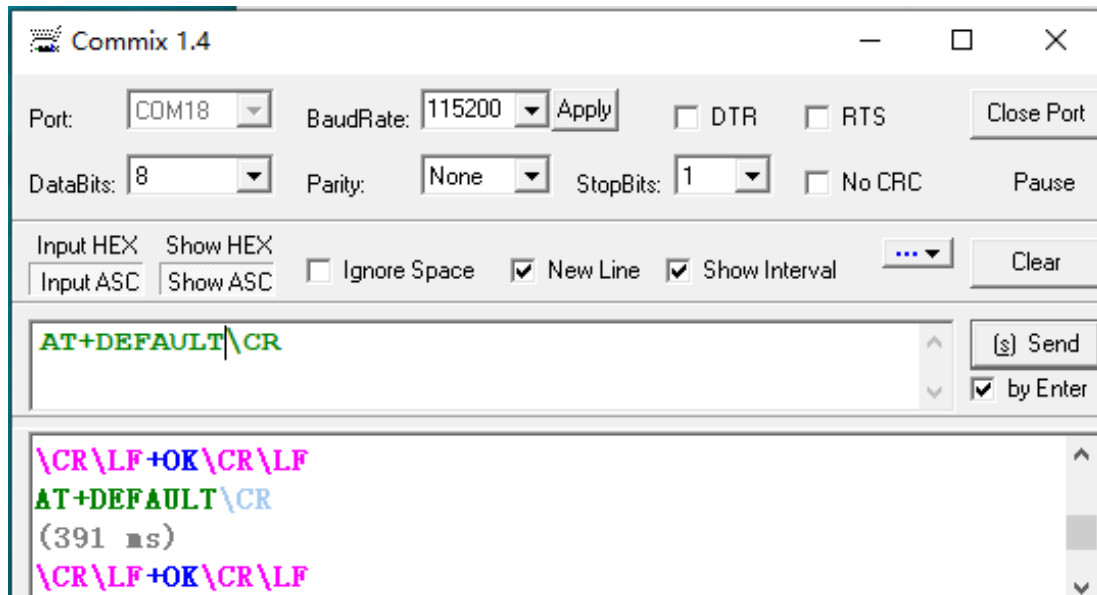 Commix 1.4
Port: COM18 BaudRate: 115200 Apply DTR RTS Close Port
DataBits: 8 Parity: None StopBits: 1 No CRC Pause
Input HEX Show HEX
Input ASC Show ASC Ignore Space New Line Show Interval ... Clear
AT+DEFAULT\CR (s) Send
by Enter
\CR\LF+OK\CR\LF
AT+DEFAULT\CR
(391 ms)
\CR\LF+OK\CR\LF